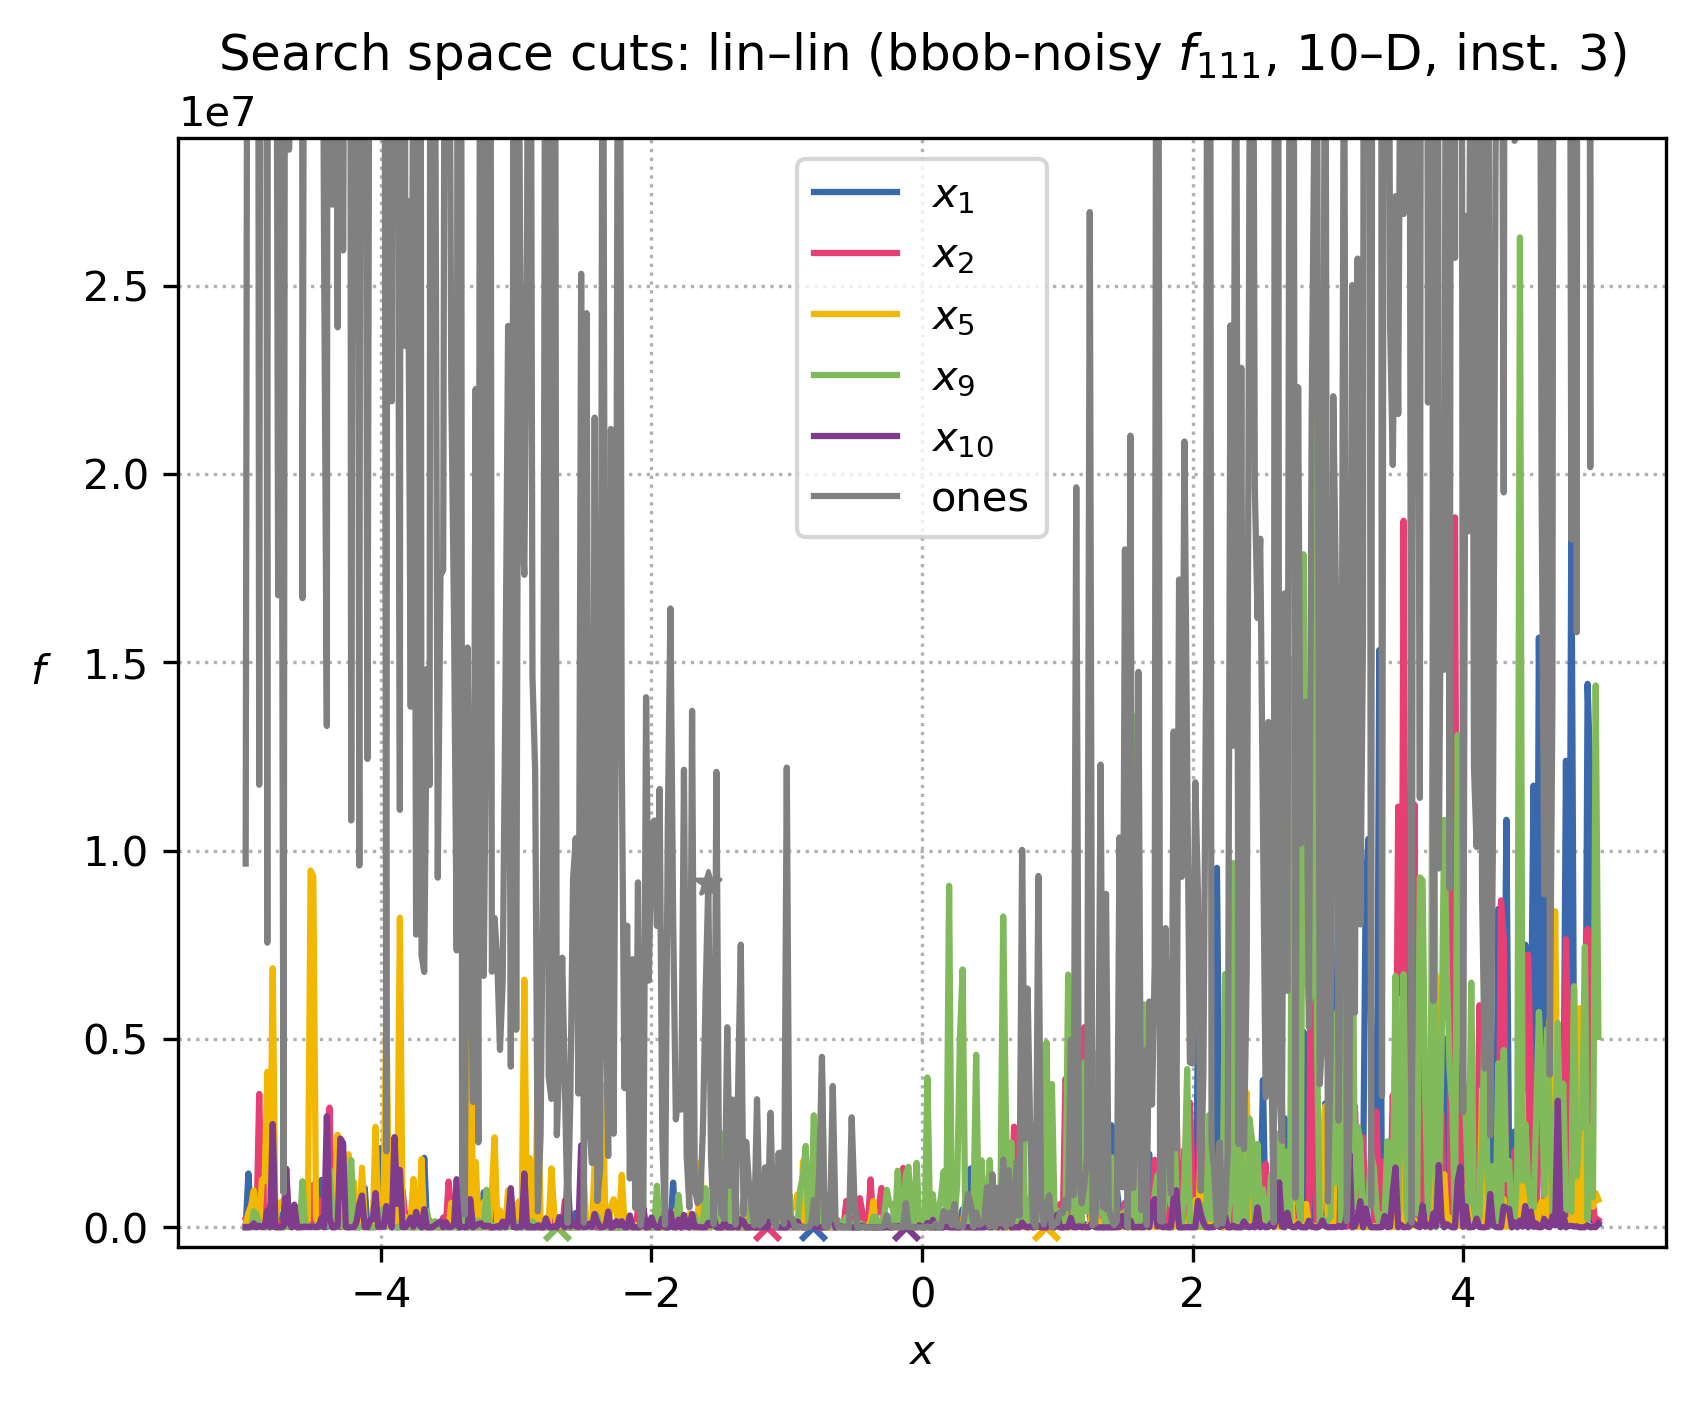 Search space cuts: lin–lin (bbob-noisy f₁₁₁, 10–D, inst. 3)
1e7
x₁
x₂
x₅
x₉
x₁₀
ones
2.5
2.0
1.5
1.0
0.5
0.0
f
−4
−2
0
2
4
x